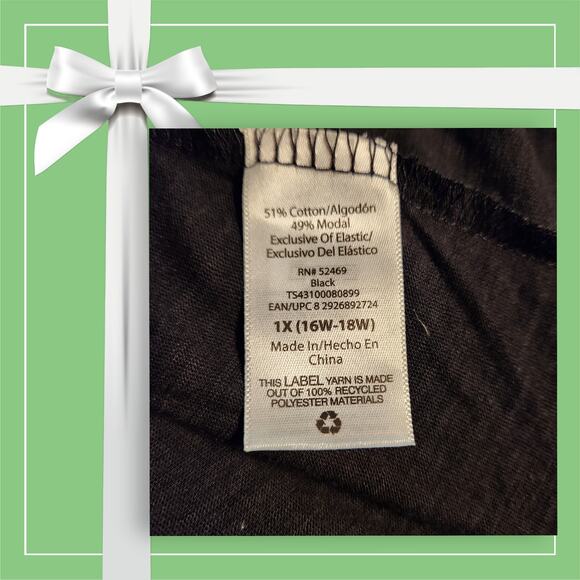 51% Cotton/Algodón
49% Modal
Exclusive Of Elastic/
Exclusivo Del Elástico
RN# 52469
Black
TS43100080899
EAN/UPC 8 2926892724
1X (16W-18W)
Made In/Hecho En
China
THIS LABEL YARN IS MADE
OUT OF 100% RECYCLED
POLYESTER MATERIALS